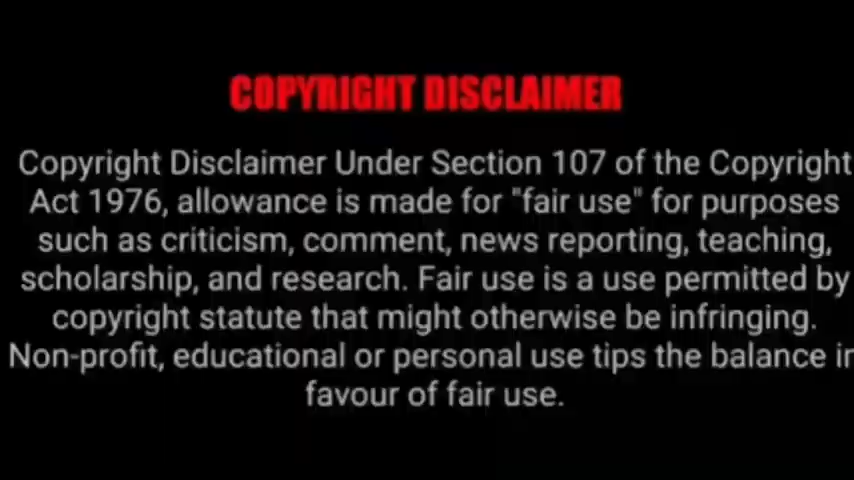 COPYRIGHT DISCLAIMER
Copyright Disclaimer Under Section 107 of the Copyright
Act 1976, allowance is made for "fair use" for purposes
such as criticism, comment, news reporting, teaching,
scholarship, and research. Fair use is a use permitted by
copyright statute that might otherwise be infringing.
Non-profit, educational or personal use tips the balance in
favour of fair use.